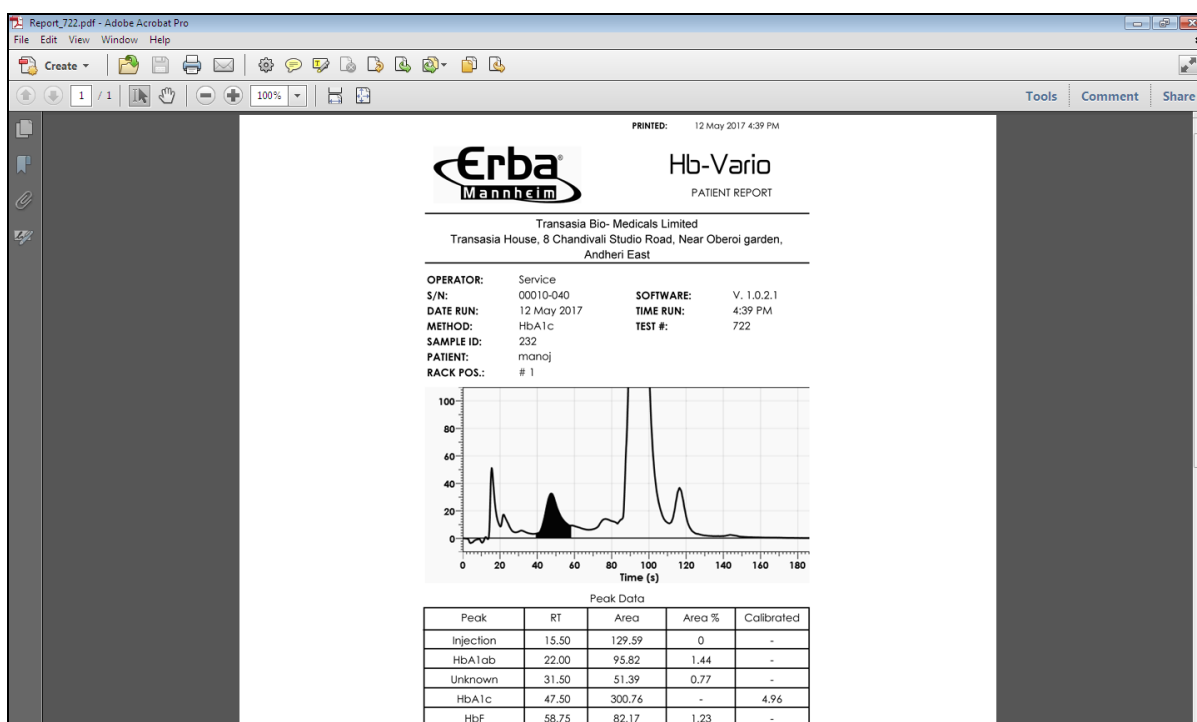 Report_722.pdf - Adobe Acrobat Pro
File Edit View Window Help
Create
1 / 1 100% Tools Comment Share
PRINTED: 12 May 2017 4:39 PM
Erba Hb-Vario
Mannheim PATIENT REPORT
Transasia Bio- Medicals Limited
Transasia House, 8 Chandivali Studio Road, Near Oberoi garden,
Andheri East
OPERATOR: Service
S/N: 00010-040 SOFTWARE: V. 1.0.2.1
DATE RUN: 12 May 2017 TIME RUN: 4:39 PM
METHOD: HbA1c TEST #: 722
SAMPLE ID: 232
PATIENT: manoj
RACK POS.: # 1
100
80
60
40
20
0
0 20 40 60 80 100 120 140 160 180
Time (s)
Peak Data
Peak RT Area Area % Calibrated
Injection 15.50 129.59 0 -
HbA1ab 22.00 95.82 1.44 -
Unknown 31.50 51.39 0.77 -
HbA1c 47.50 300.76 - 4.96
HbF 58.75 82.17 1.23 -